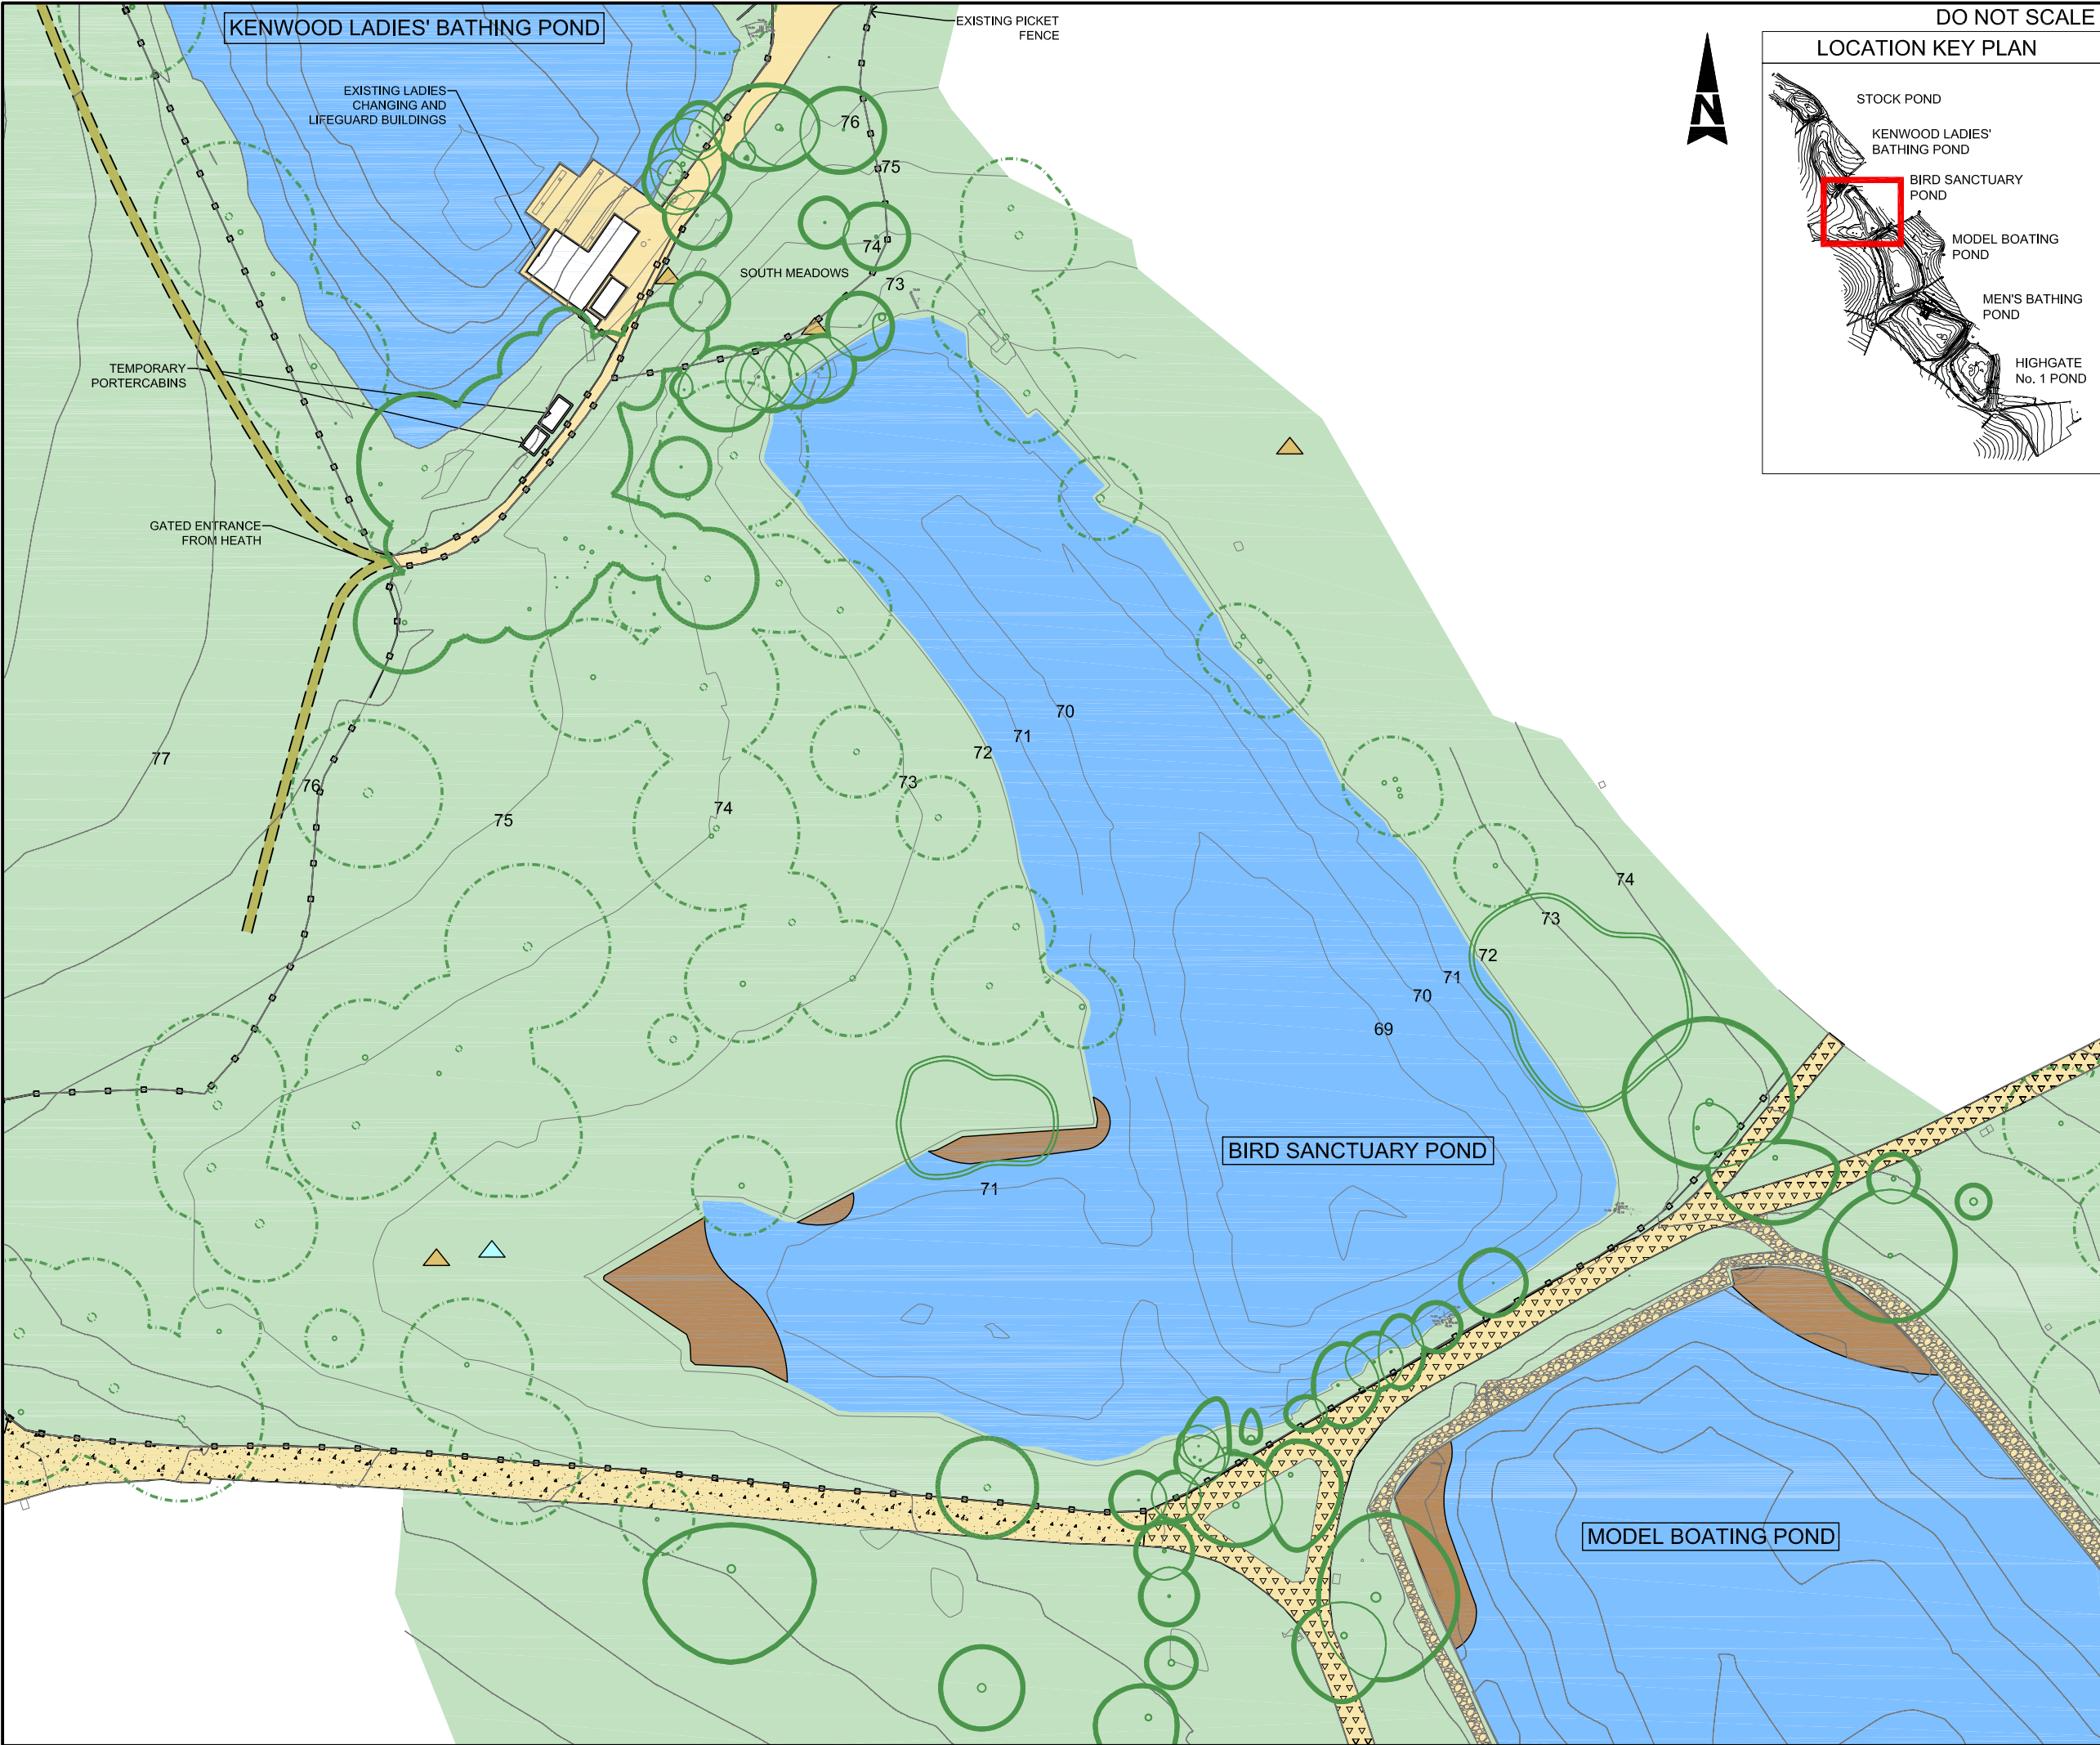 DO NOT SCALE
KENWOOD LADIES' BATHING POND
EXISTING PICKET
FENCE
LOCATION KEY PLAN
STOCK POND
KENWOOD LADIES'
BATHING POND
BIRD SANCTUARY
POND
MODEL BOATING
POND
MEN'S BATHING
POND
HIGHGATE
No. 1 POND
N
EXISTING LADIES
CHANGING AND
LIFEGUARD BUILDINGS
76
75
74
SOUTH MEADOWS
73
TEMPORARY
PORTERCABINS
GATED ENTRANCE
FROM HEATH
70
71
72
77
76
73
75
74
74
73
72
71
70
69
BIRD SANCTUARY POND
71
MODEL BOATING POND